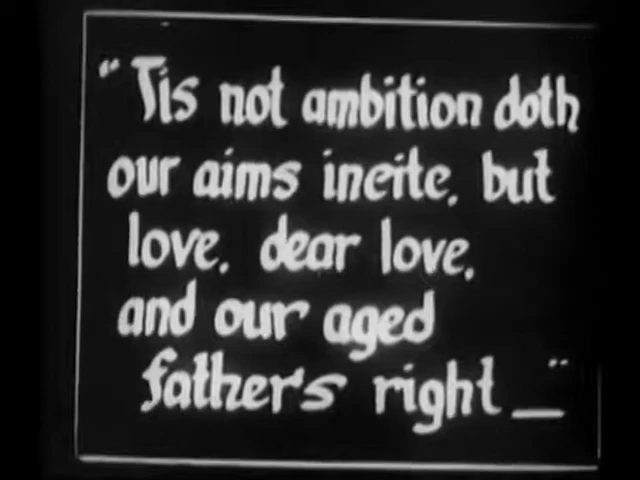 "Tis not ambition doth
our aims incite, but
love, dear love,
and our aged
father's right —"